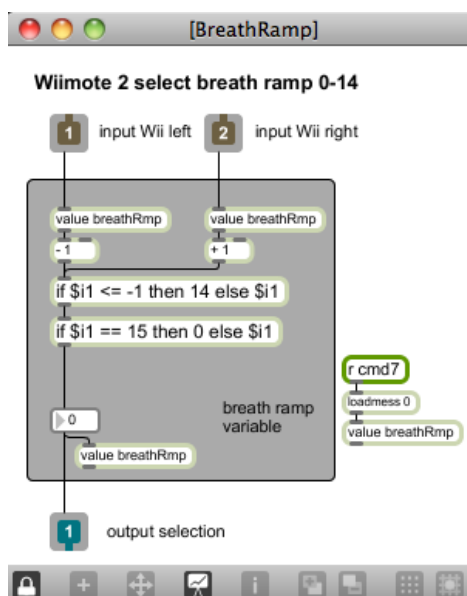 [BreathRamp]
Wiimote 2 select breath ramp 0-14
1 input Wii left 2 input Wii right
value breathRmp value breathRmp
- 1 + 1
if $i1 <= -1 then 14 else $i1
if $i1 == 15 then 0 else $i1
r cmd7
loadmess 0
0 breath ramp
variable value breathRmp
value breathRmp
1 output selection